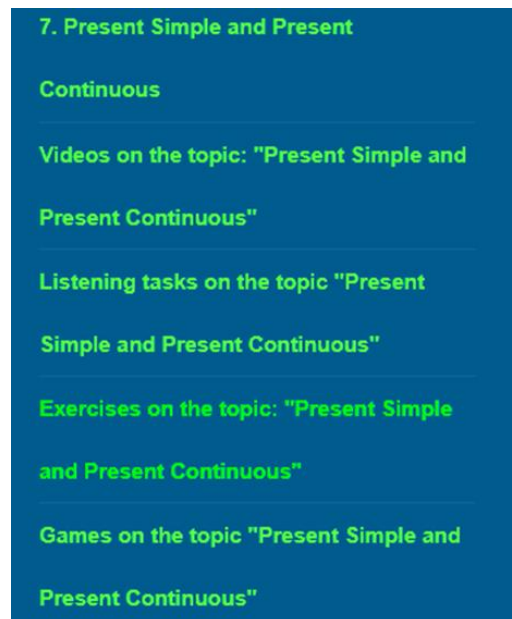 7. Present Simple and Present
Continuous
Videos on the topic: "Present Simple and
Present Continuous"
Listening tasks on the topic "Present
Simple and Present Continuous"
Exercises on the topic: "Present Simple
and Present Continuous"
Games on the topic "Present Simple and
Present Continuous"